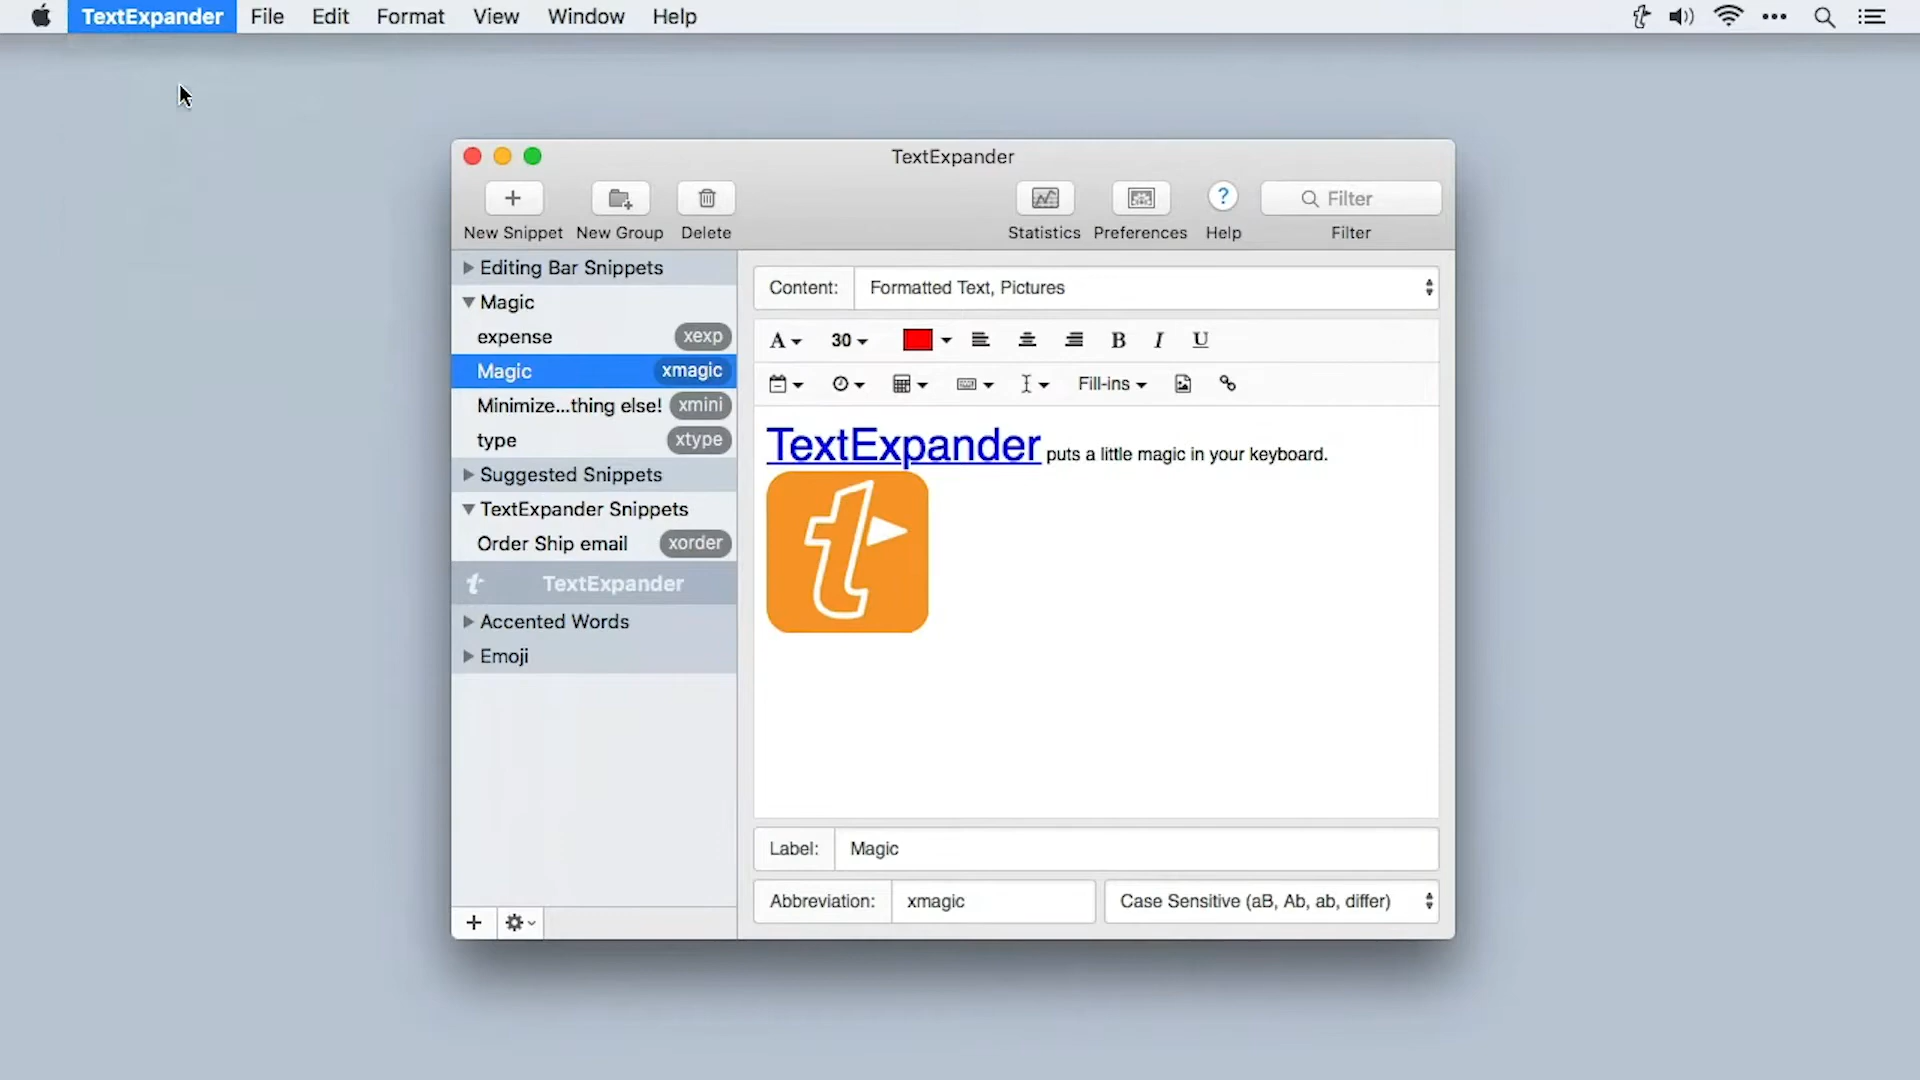 TextExpander File Edit Format View Window Help
TextExpander
New Snippet New Group Delete Statistics Preferences Help Filter
Filter
Editing Bar Snippets
Magic
expense xexp
Magic xmagic
Minimize...thing else! xmini
type xtype
Suggested Snippets
TextExpander Snippets
Order Ship email xorder
TextExpander
Accented Words
Emoji
Content: Formatted Text, Pictures
A 30 B I U
Fill-ins
TextExpander puts a little magic in your keyboard.
t
Label: Magic
Abbreviation: xmagic Case Sensitive (aB, Ab, ab, differ)